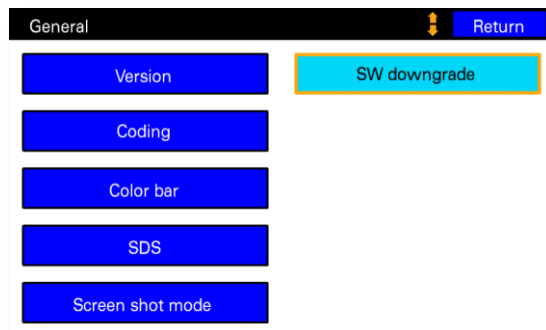 General
Return
Version
SW downgrade
Coding
Color bar
SDS
Screen shot mode